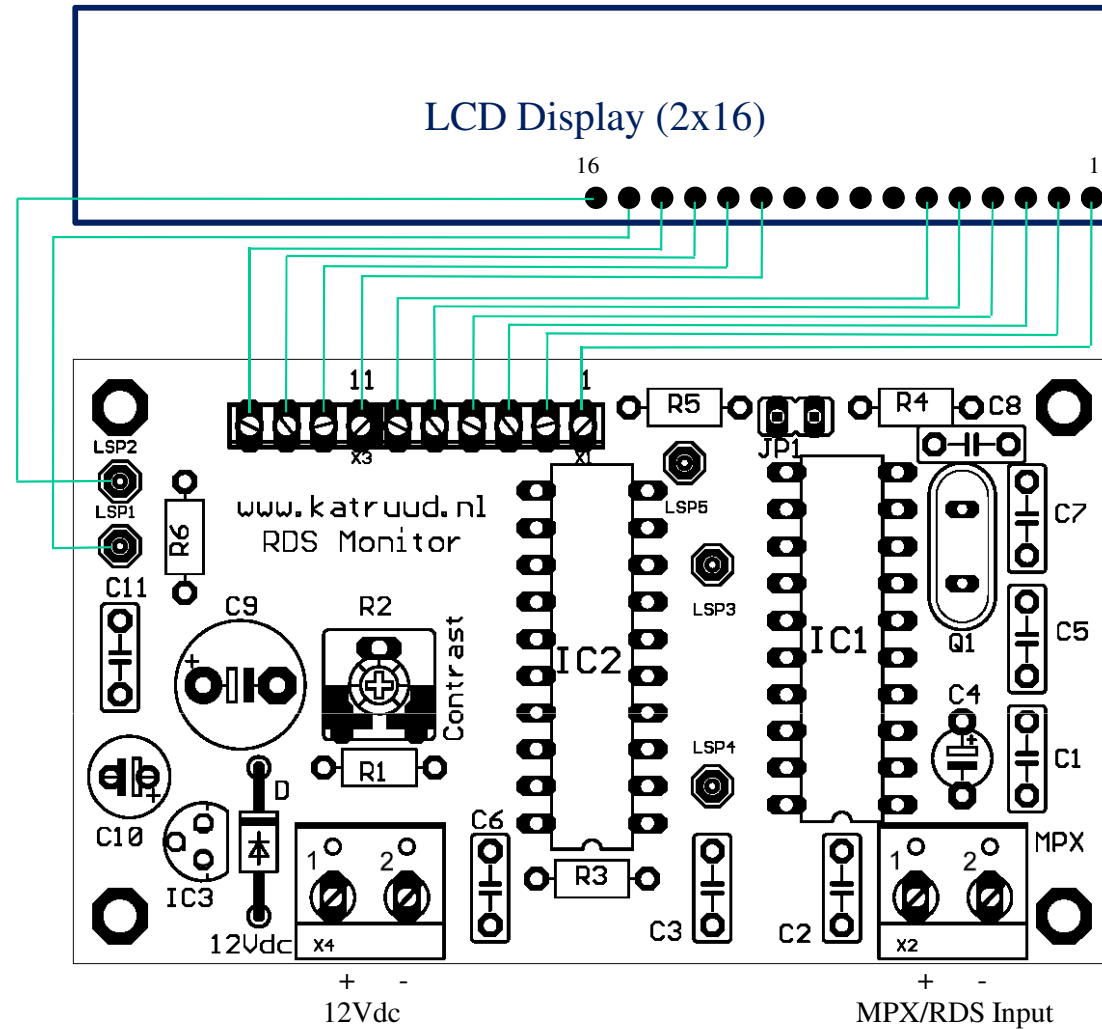 LCD Display (2x16)
16 1
11 1
X3 X1
LSP2
LSP1
R5
JP1
R4
C8
www.katruud.nl
RDS Monitor
R6
LSP5
LSP3
LSP4
C7
C5
C1
Q1
C4
IC2
IC1
C11
C9
+
R2
Contrast
R1
C10
+
IC3
D
12Vdc
C6
R3
C3
C2
+
MPX
1 2
X4
1 2
X2
+ -
12Vdc
+ -
MPX/RDS Input